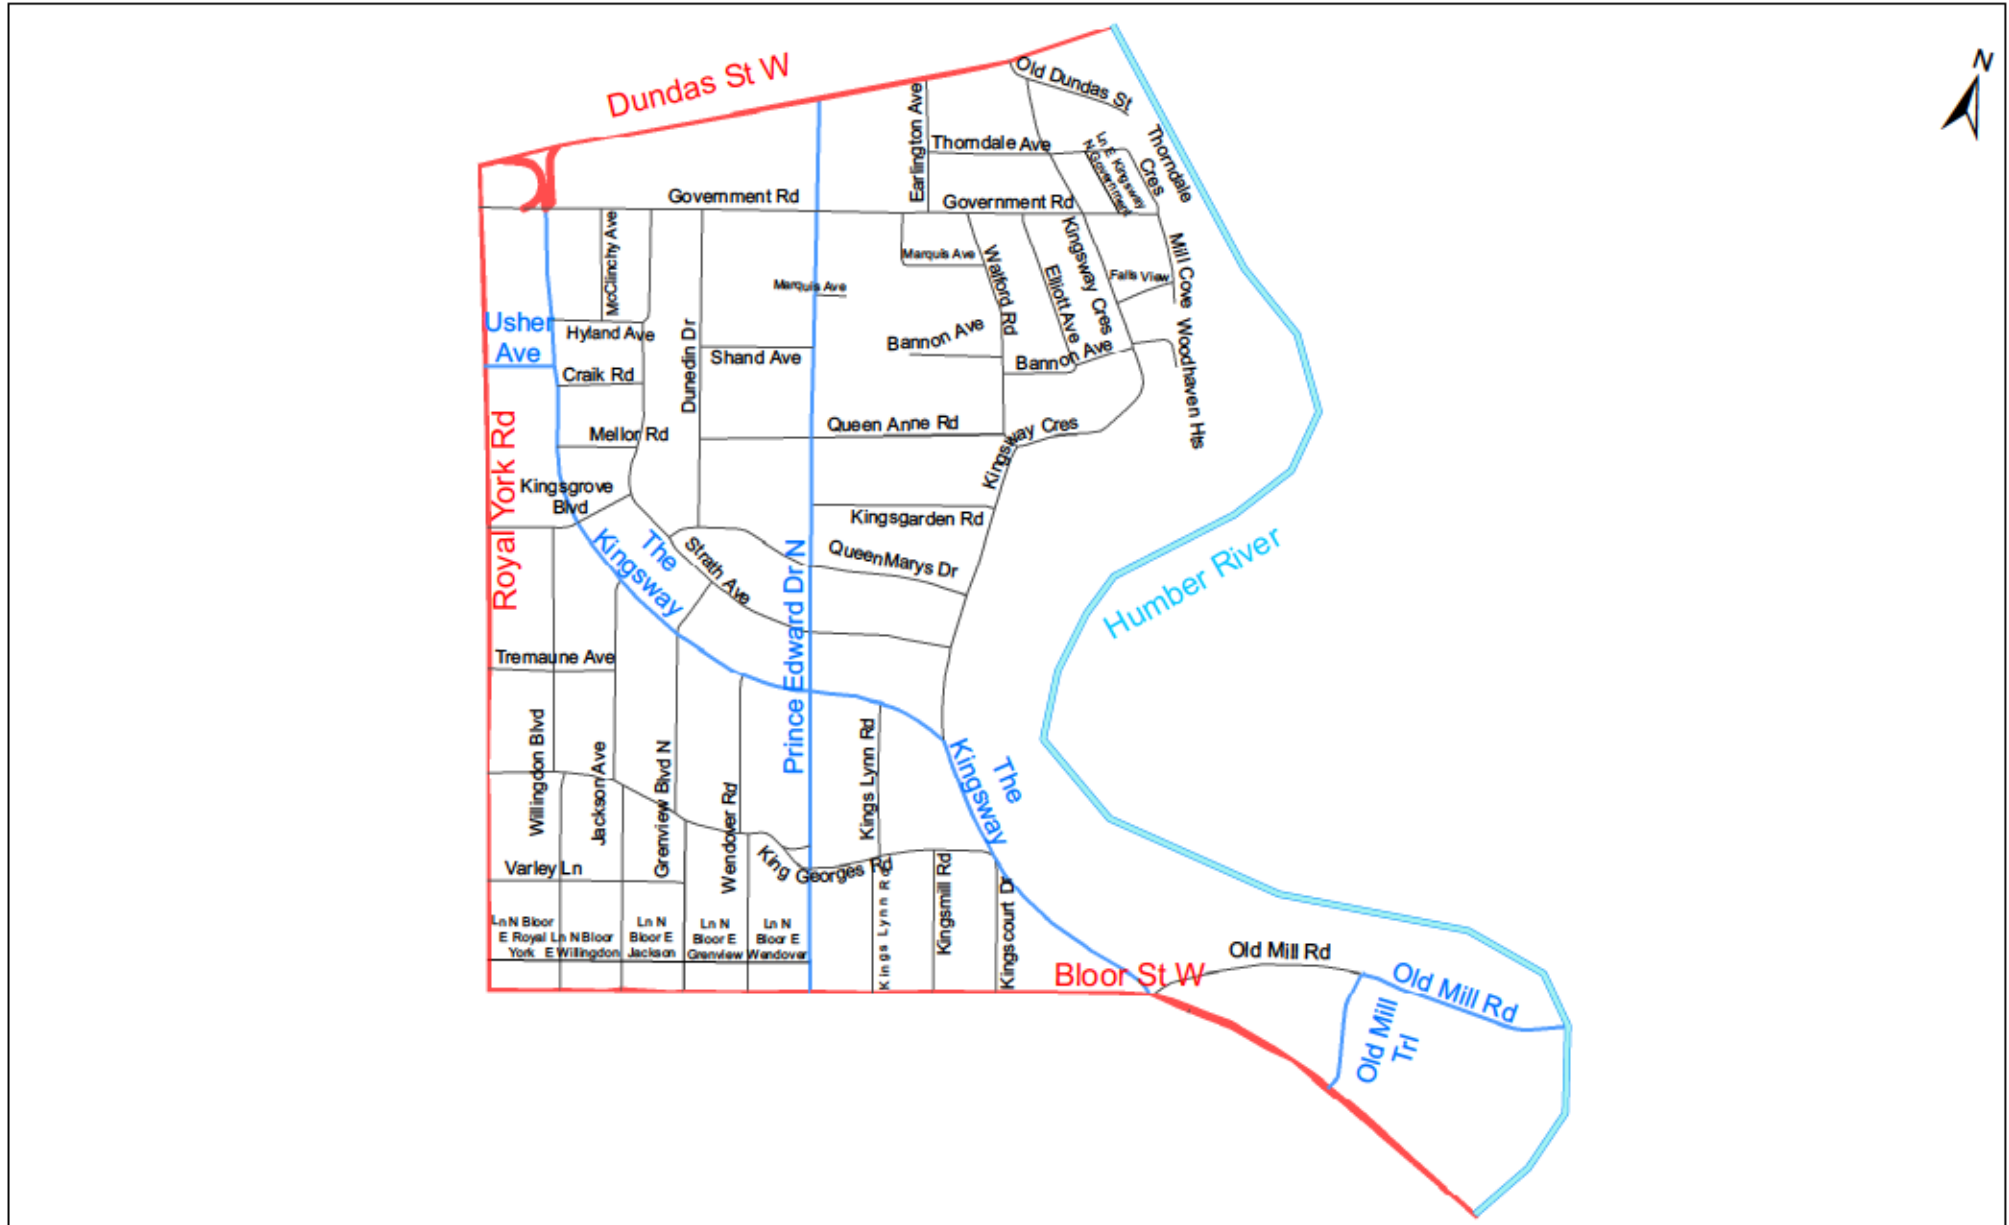 N
Dundas St W
Old Dundas St
Earlington Ave
Thorndale Ave
Ln E Kingsway
N Government
Thorndale
Cres
Government Rd
Government Rd
McClinchy Ave
Marquis Ave
Marquis Ave
Walford Rd
Elliott Ave
Kingsway Cres
Falls View
Mill Cove
Woodhaven Hts
Usher
Ave
Hyland Ave
Craik Rd
Mellor Rd
Dunedin Dr
Shand Ave
Bannon Ave
Bannon Ave
Queen Anne Rd
Kingsway Cres
Royal York Rd
Kingsgrove
Blvd
Kingsgarden Rd
The
Kingsway
Strath Ave
Queen Marys Dr
Prince Edward Dr N
Humber River
Tremaune Ave
Willingdon Blvd
Jackson Ave
Grenview Blvd N
Wendover Rd
Kings Lynn Rd
The
Kingsway
King Georges Rd
Varley Ln
Kings Lynn Rd
Kingsmill Rd
Kingscourt Dr
Ln N Bloor
E Royal
York
Ln N Bloor
E Willingdon
Ln N
Bloor E
Jackson
Ln N
Bloor E
Grenview
Ln N
Bloor E
Wendover
Bloor St W
Old Mill Rd
Old Mill Rd
Old Mill
Trl